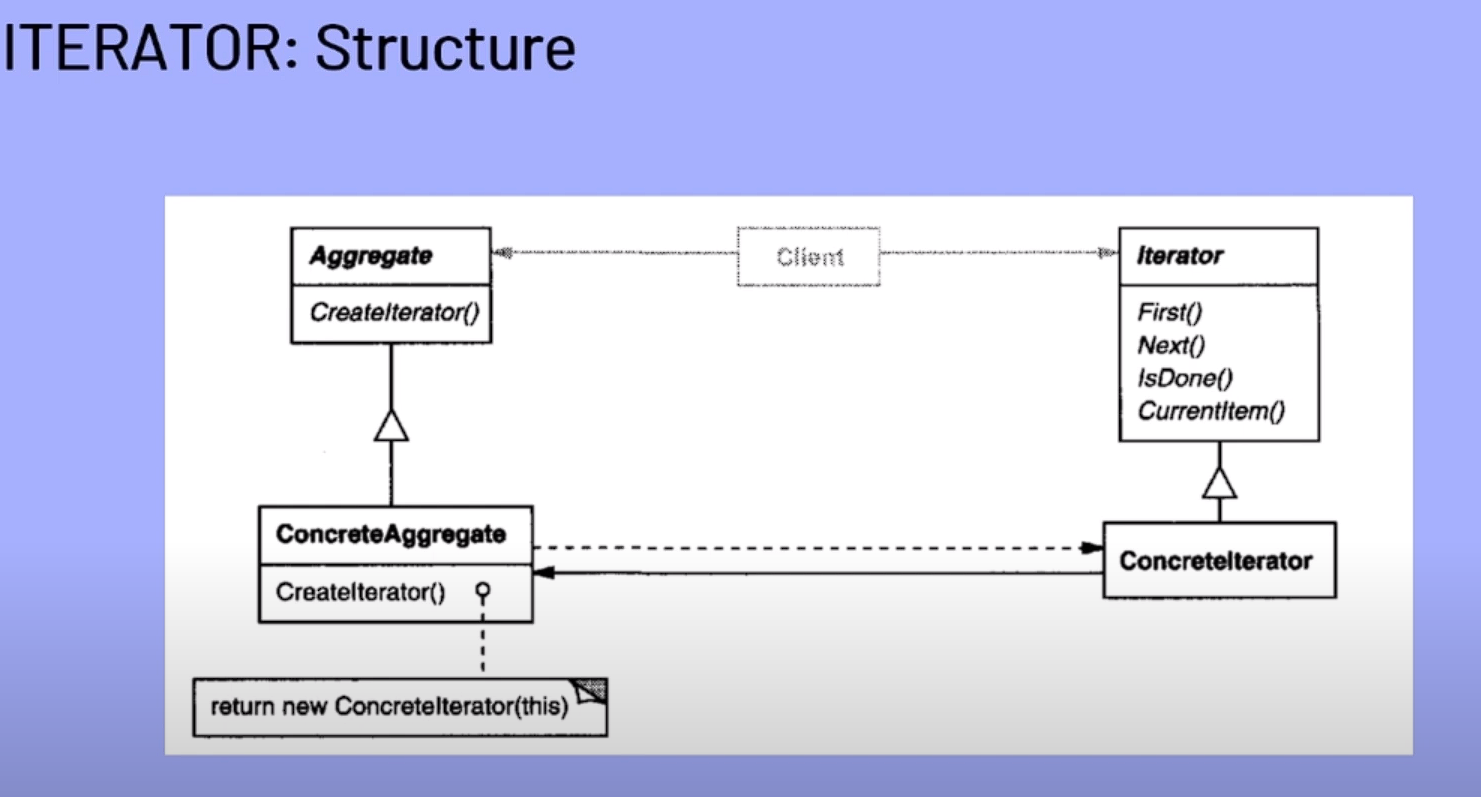 ITERATOR: Structure
Aggregate
CreateIterator()
Client
Iterator
First()
Next()
IsDone()
CurrentItem()
ConcreteAggregate
CreateIterator()
ConcreteIterator
return new ConcreteIterator(this)